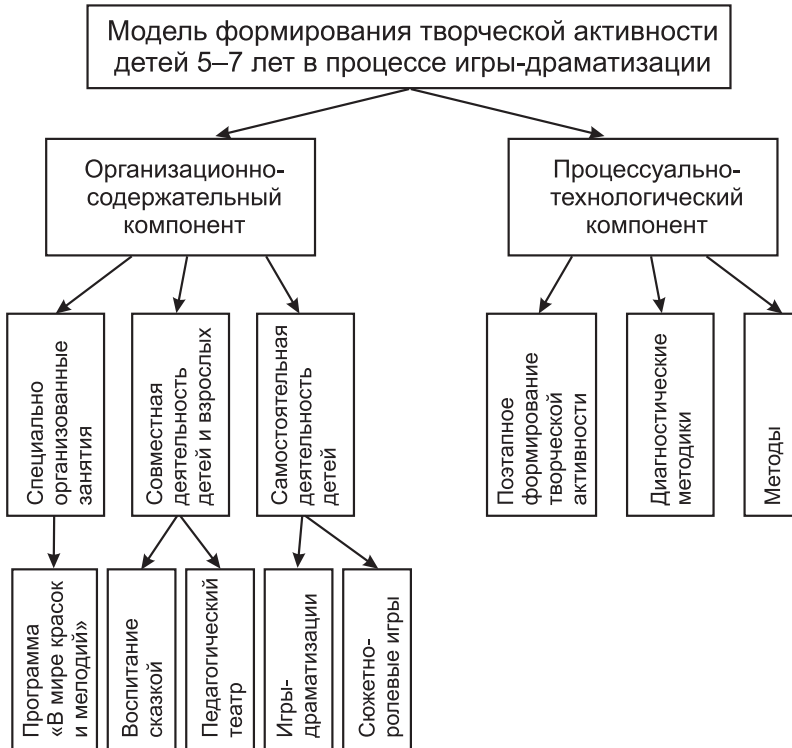 Модель формирования творческой активности
детей 5–7 лет в процессе игры-драматизации
Организационно-
содержательный
компонент
Процессуально-
технологический
компонент
Специально
организованные
занятия
Совместная
деятельность
детей и взрослых
Самостоятельная
деятельность
детей
Поэтапное
формирование
творческой
активности
Диагностические
методики
Методы
Программа
«В мире красок
и мелодий»
Воспитание
сказкой
Педагогический
театр
Игры-
драматизации
Сюжетно-
ролевые игры